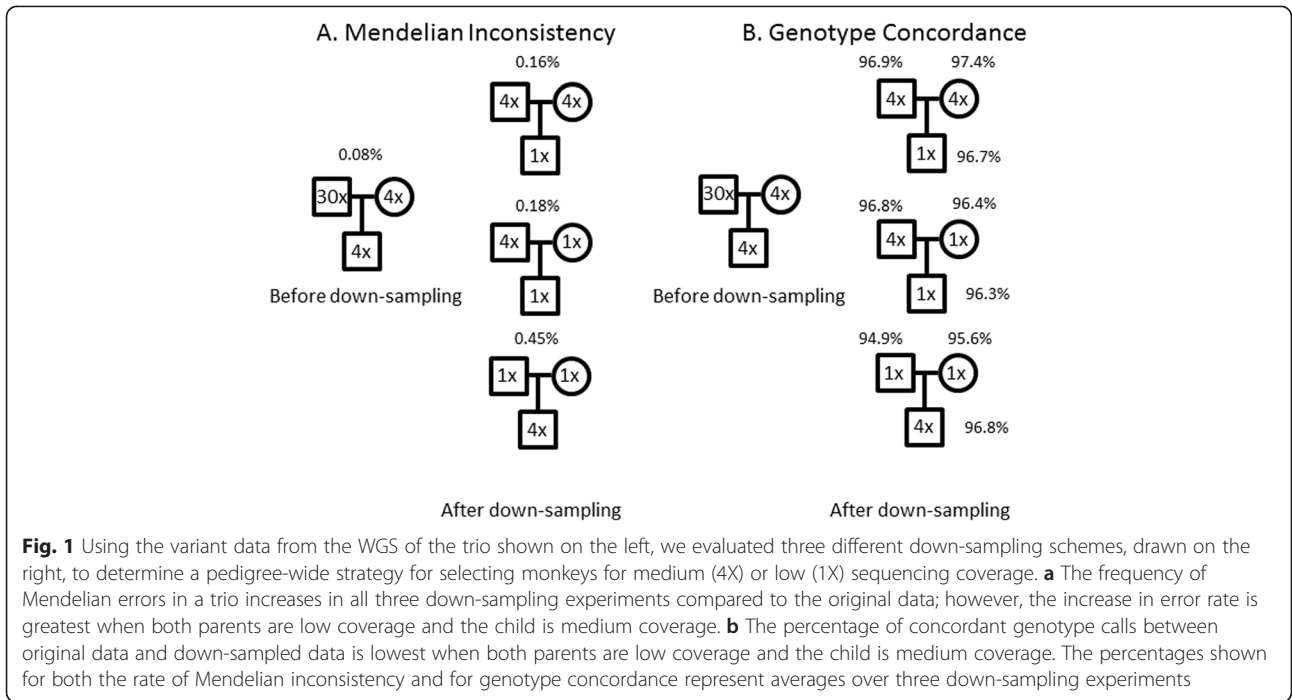 A. Mendelian Inconsistency
0.16%
4x 4x
1x
0.08%
30x 4x
4x
Before down-sampling
0.18%
4x 1x
1x
0.45%
1x 1x
4x
After down-sampling
B. Genotype Concordance
96.9% 97.4%
4x 4x
1x 96.7%
30x 4x
4x
Before down-sampling
96.8% 96.4%
4x 1x
1x 96.3%
94.9% 95.6%
1x 1x
4x 96.8%
After down-sampling
Fig. 1 Using the variant data from the WGS of the trio shown on the left, we evaluated three different down-sampling schemes, drawn on the
right, to determine a pedigree-wide strategy for selecting monkeys for medium (4X) or low (1X) sequencing coverage. a The frequency of
Mendelian errors in a trio increases in all three down-sampling experiments compared to the original data; however, the increase in error rate is
greatest when both parents are low coverage and the child is medium coverage. b The percentage of concordant genotype calls between
original data and down-sampled data is lowest when both parents are low coverage and the child is medium coverage. The percentages shown
for both the rate of Mendelian inconsistency and for genotype concordance represent averages over three down-sampling experiments